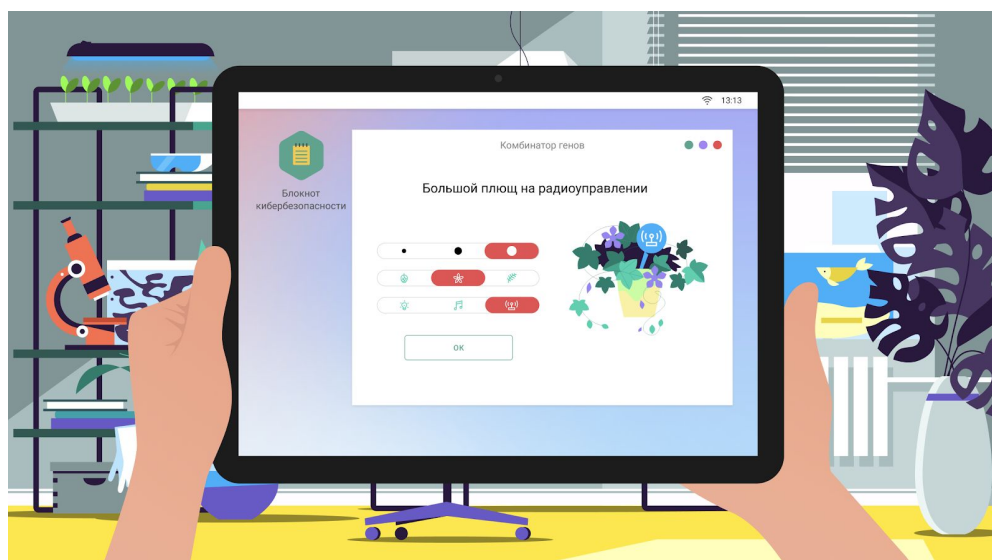 13:13
Комбинатор генов
Блокнот
кибербезопасности
Большой плющ на радиоуправлении
ОК